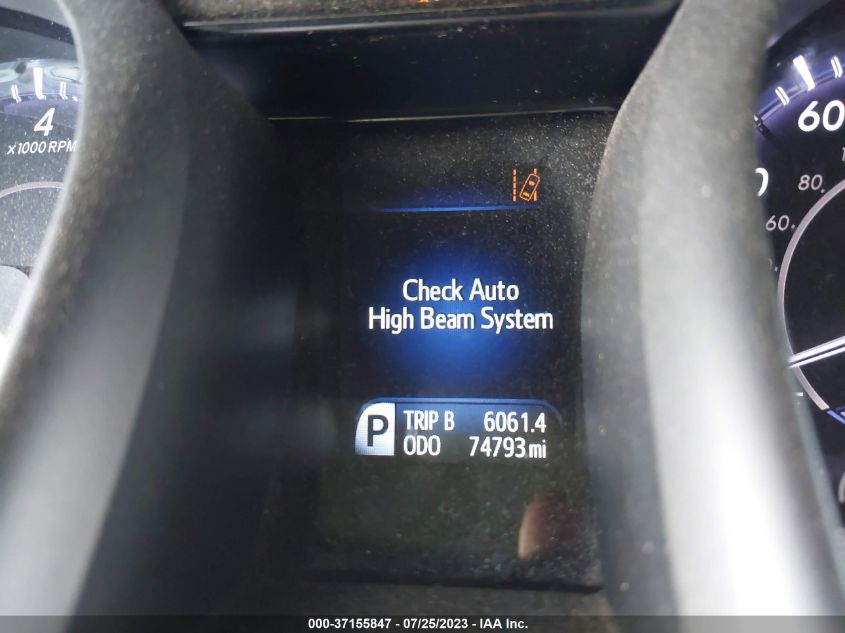 4
x1000 RPM
60
80
60
Check Auto
High Beam System
P
TRIP B 6061.4
ODO 74793 mi
000-37155847 / 07/25/2023 - IAA Inc.